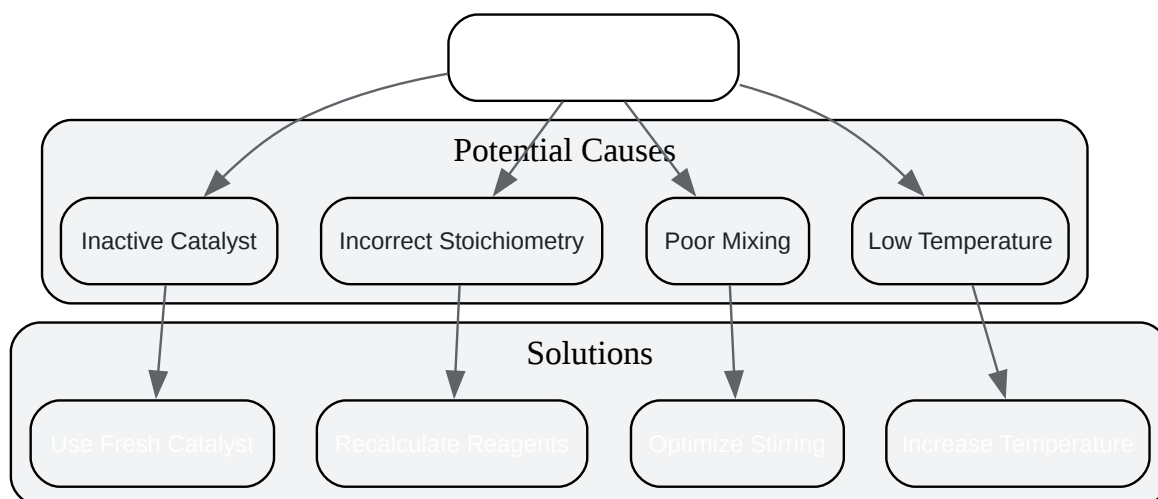 Potential Causes
Inactive Catalyst
Incorrect Stoichiometry
Poor Mixing
Low Temperature
Solutions
Use Fresh Catalyst
Recalculate Reagents
Optimize Stirring
Increase Temperature